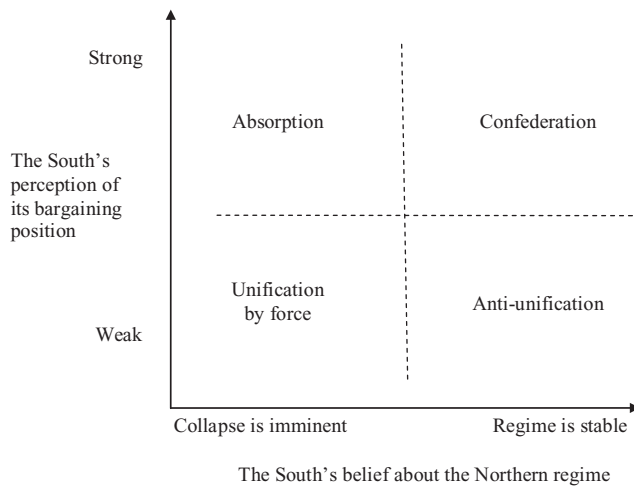 Strong
Absorption
Confederation
The South's
perception of
its bargaining
position
Unification
by force
Anti-unification
Weak
Collapse is imminent
Regime is stable
The South's belief about the Northern regime